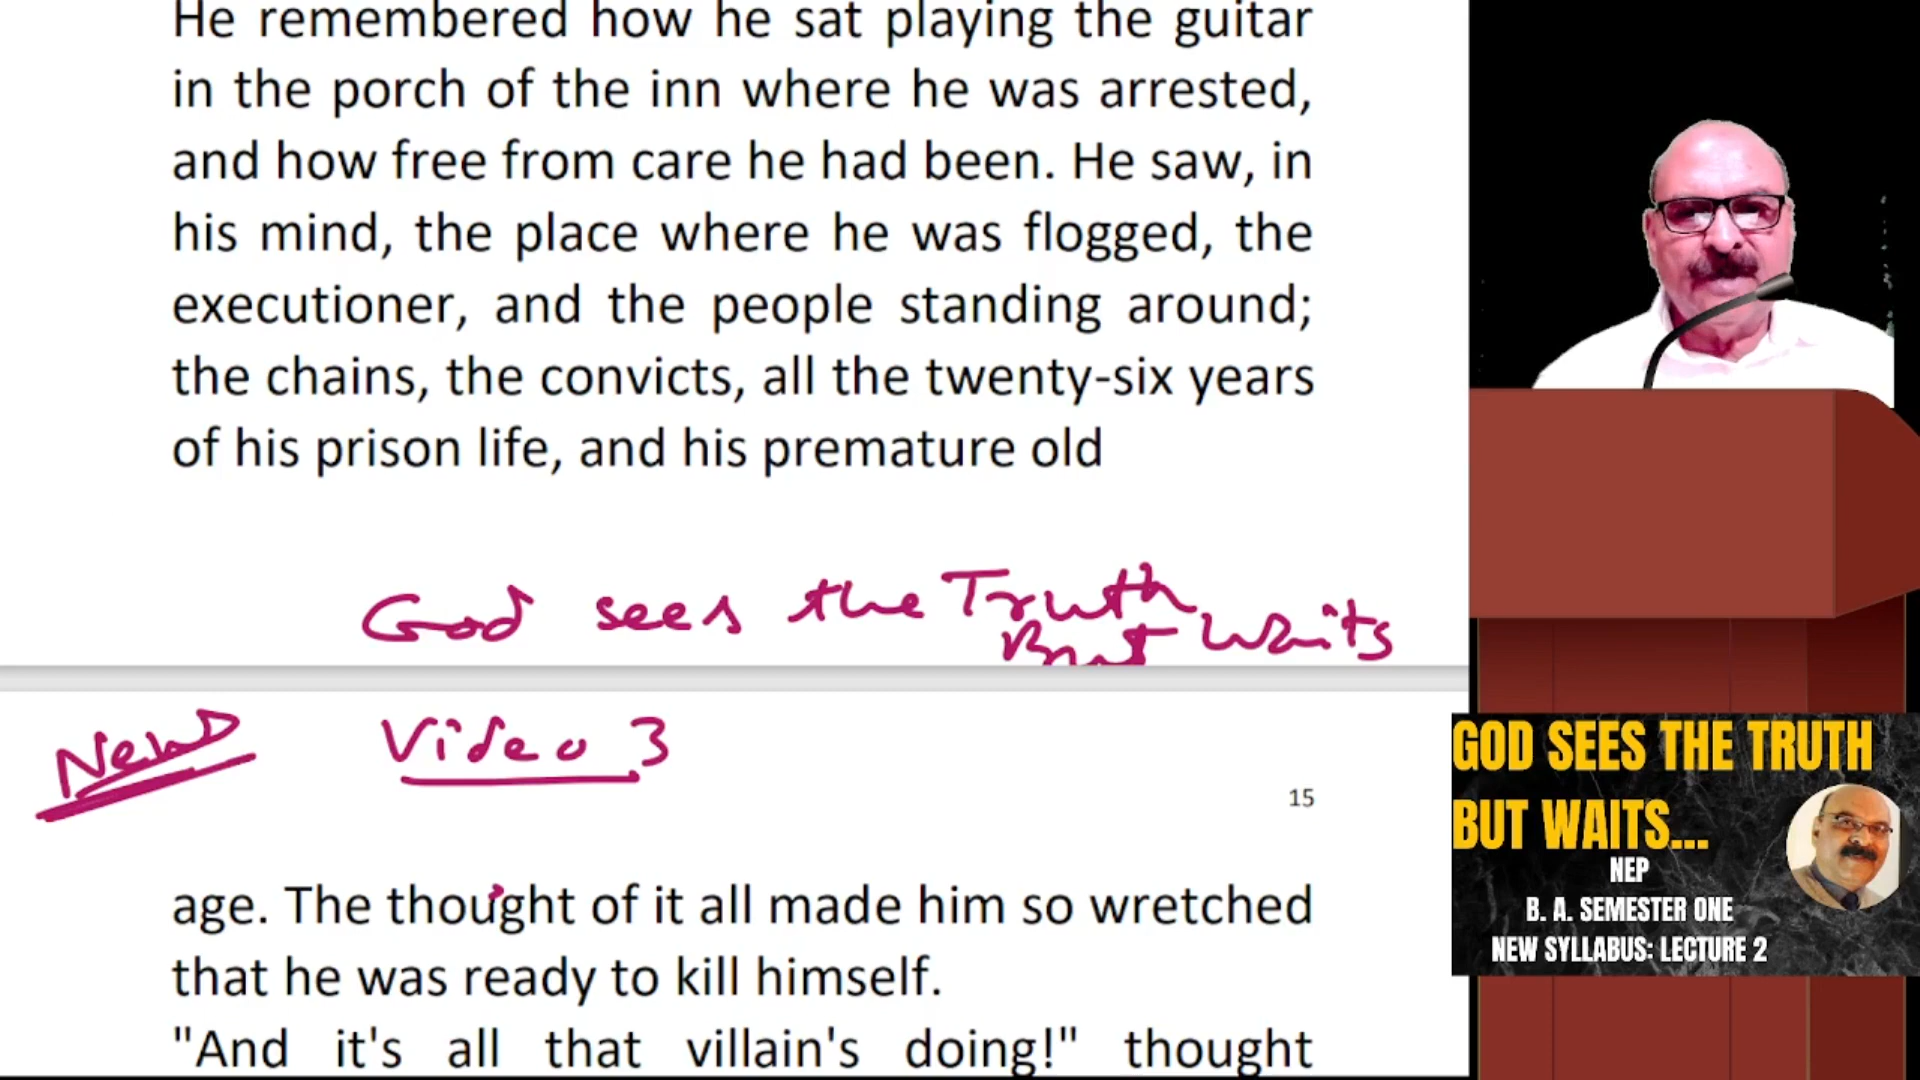 He remembered how he sat playing the guitar
in the porch of the inn where he was arrested,
and how free from care he had been. He saw, in
his mind, the place where he was flogged, the
executioner, and the people standing around;
the chains, the convicts, all the twenty-six years
of his prison life, and his premature old
God sees the Truth
But Waits
Video 3
15
age. The thought of it all made him so wretched
that he was ready to kill himself.
"And it's all that villain's doing!" thought
GOD SEES THE TRUTH
BUT WAITS...
NEP
B. A. SEMESTER ONE
NEW SYLLABUS: LECTURE 2